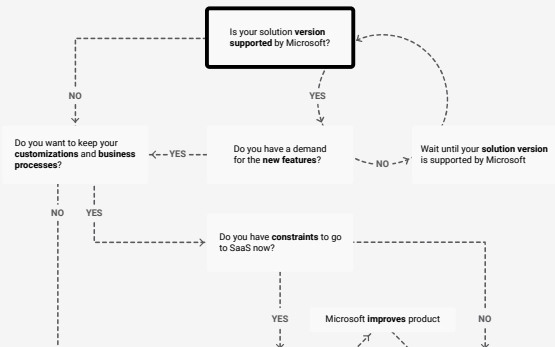 Is your solution version
supported by Microsoft?
NO
YES
Do you want to keep your
customizations and business
processes?
YES
Do you have a demand
for the new features?
NO
Wait until your solution version
is supported by Microsoft
NO
YES
Do you have constraints to go
to SaaS now?
YES
Microsoft improves product
NO